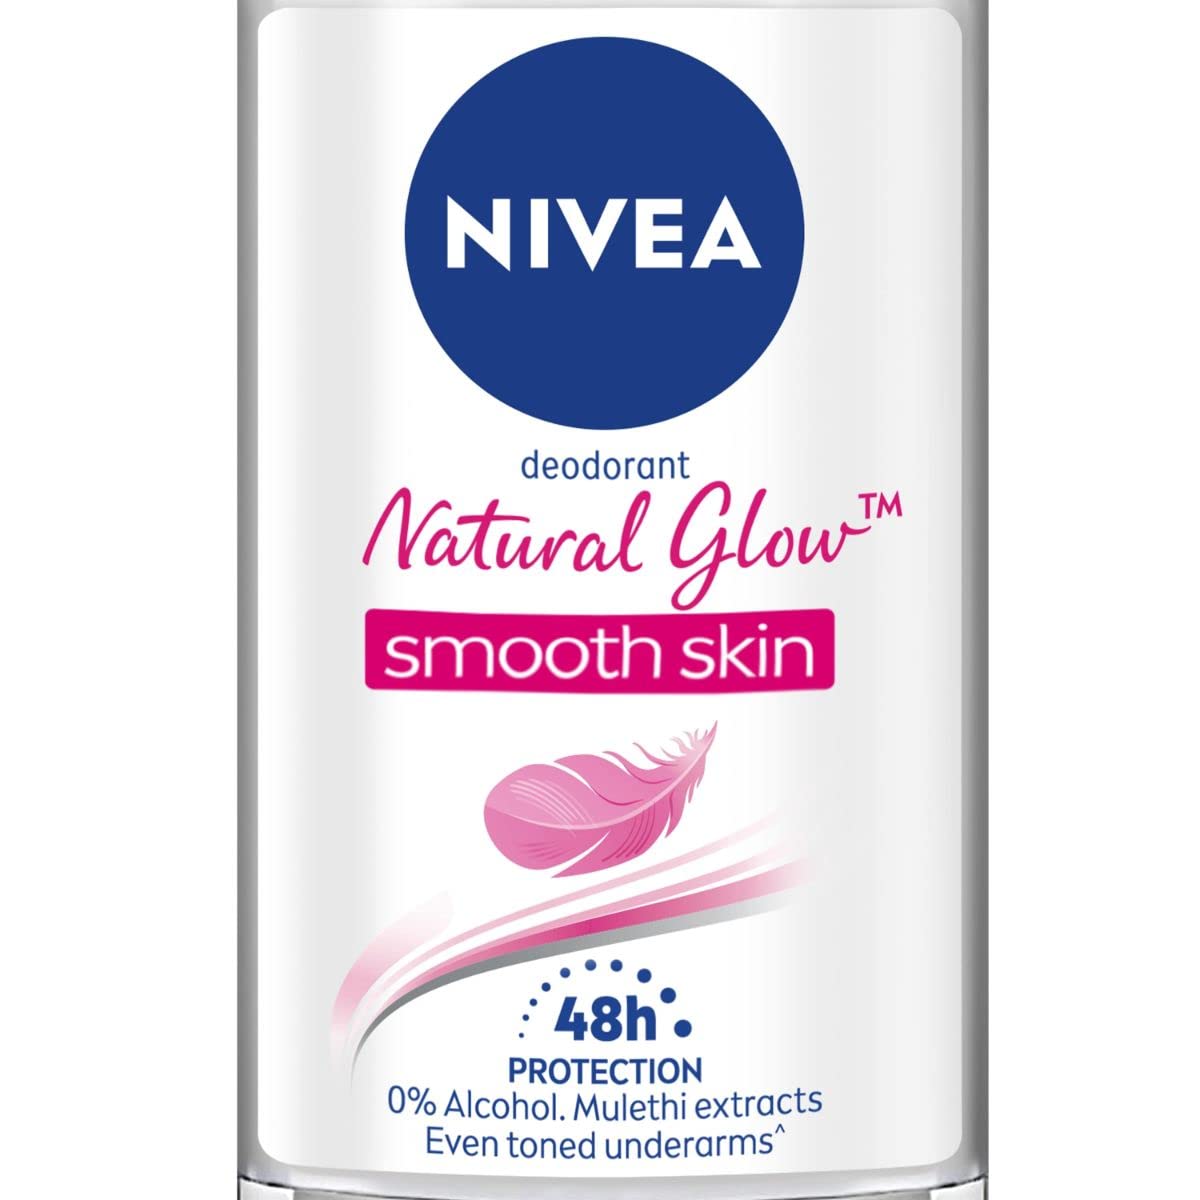 NIVEA
deodorant
Natural Glow™
smooth skin
48h
PROTECTION
0% Alcohol. Mulethi extracts
Even toned underarms^